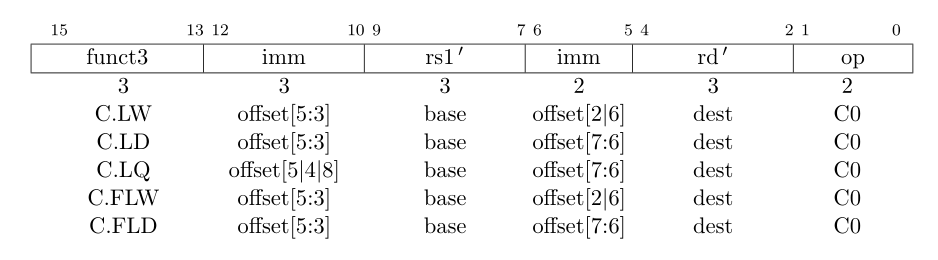 15 13 12 10 9 7 6 5 4 2 1 0
funct3 imm rs1′ imm rd′ op
3 3 3 2 3 2
C.LW offset[5:3] base offset[2|6] dest C0
C.LD offset[5:3] base offset[7:6] dest C0
C.LQ offset[5|4|8] base offset[7:6] dest C0
C.FLW offset[5:3] base offset[2|6] dest C0
C.FLD offset[5:3] base offset[7:6] dest C0